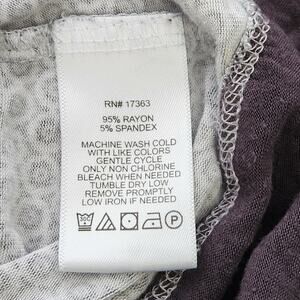 RN# 17363
95% RAYON
5% SPANDEX
MACHINE WASH COLD
WITH LIKE COLORS
GENTLE CYCLE
ONLY NON CHLORINE
BLEACH WHEN NEEDED
TUMBLE DRY LOW
REMOVE PROMPTLY
LOW IRON IF NEEDED
P